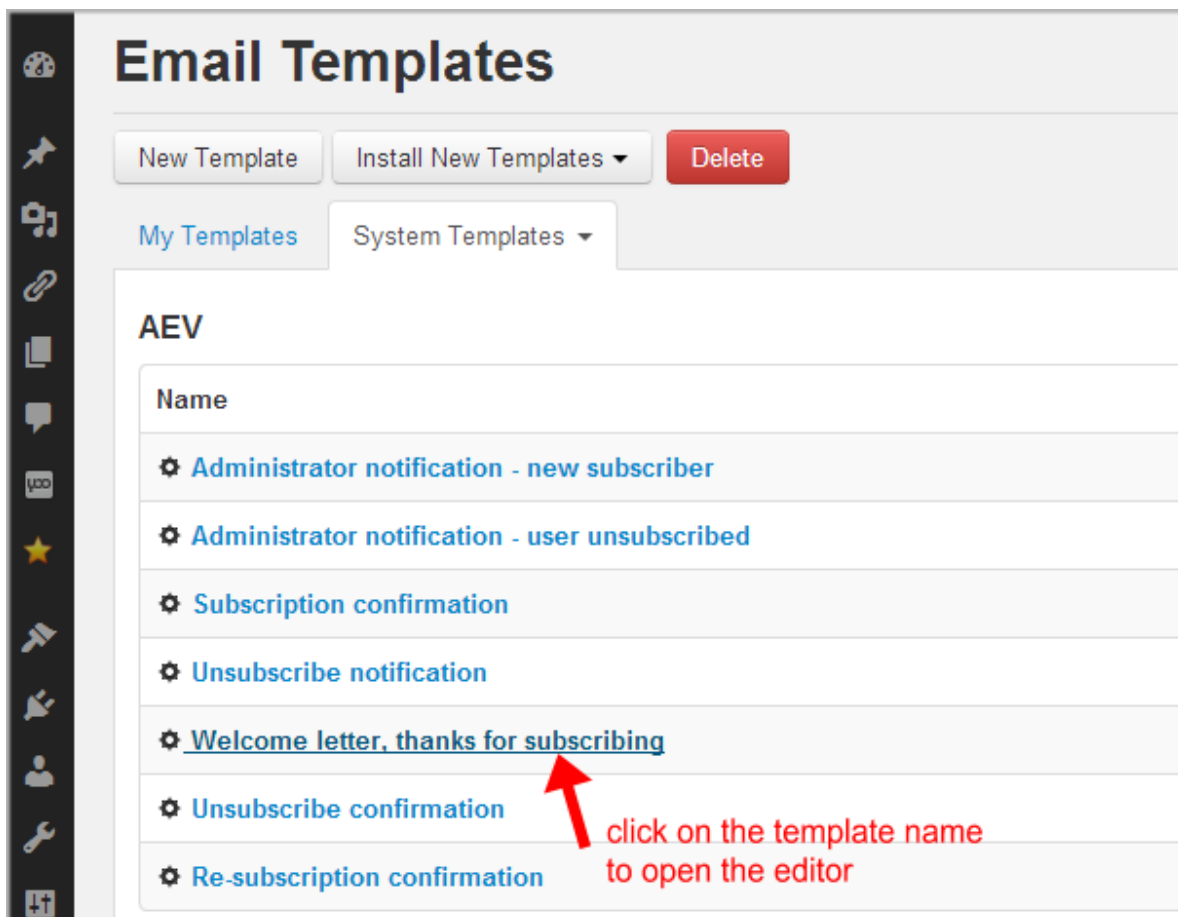 Email Templates
New Template Install New Templates Delete
My Templates System Templates
AEV
Name
Administrator notification - new subscriber
Administrator notification - user unsubscribed
Subscription confirmation
Unsubscribe notification
Welcome letter, thanks for subscribing
Unsubscribe confirmation
click on the template name
to open the editor
Re-subscription confirmation